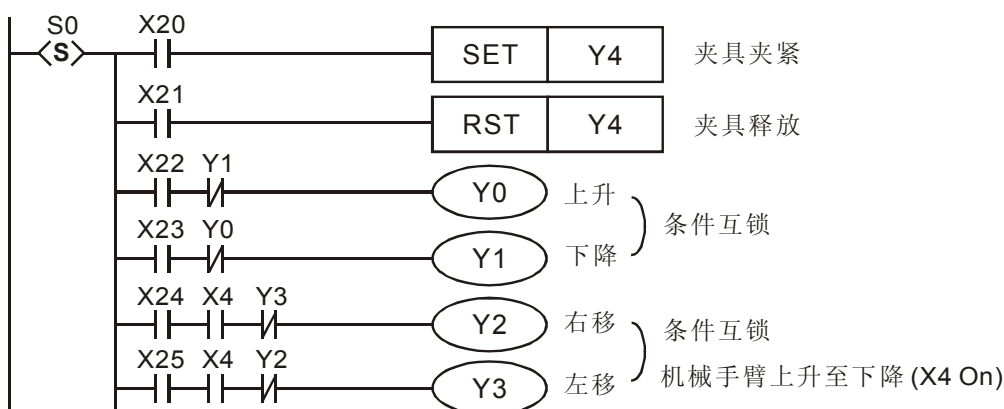 S0 X20
S SET Y4 夹具夹紧
X21
RST Y4 夹具释放
X22 Y1
Y0 上升
条件互锁
X23 Y0
Y1 下降
X24 X4 Y3
Y2 右移
条件互锁
X25 X4 Y2
Y3 左移
机械手臂上升至下降(X4 On)